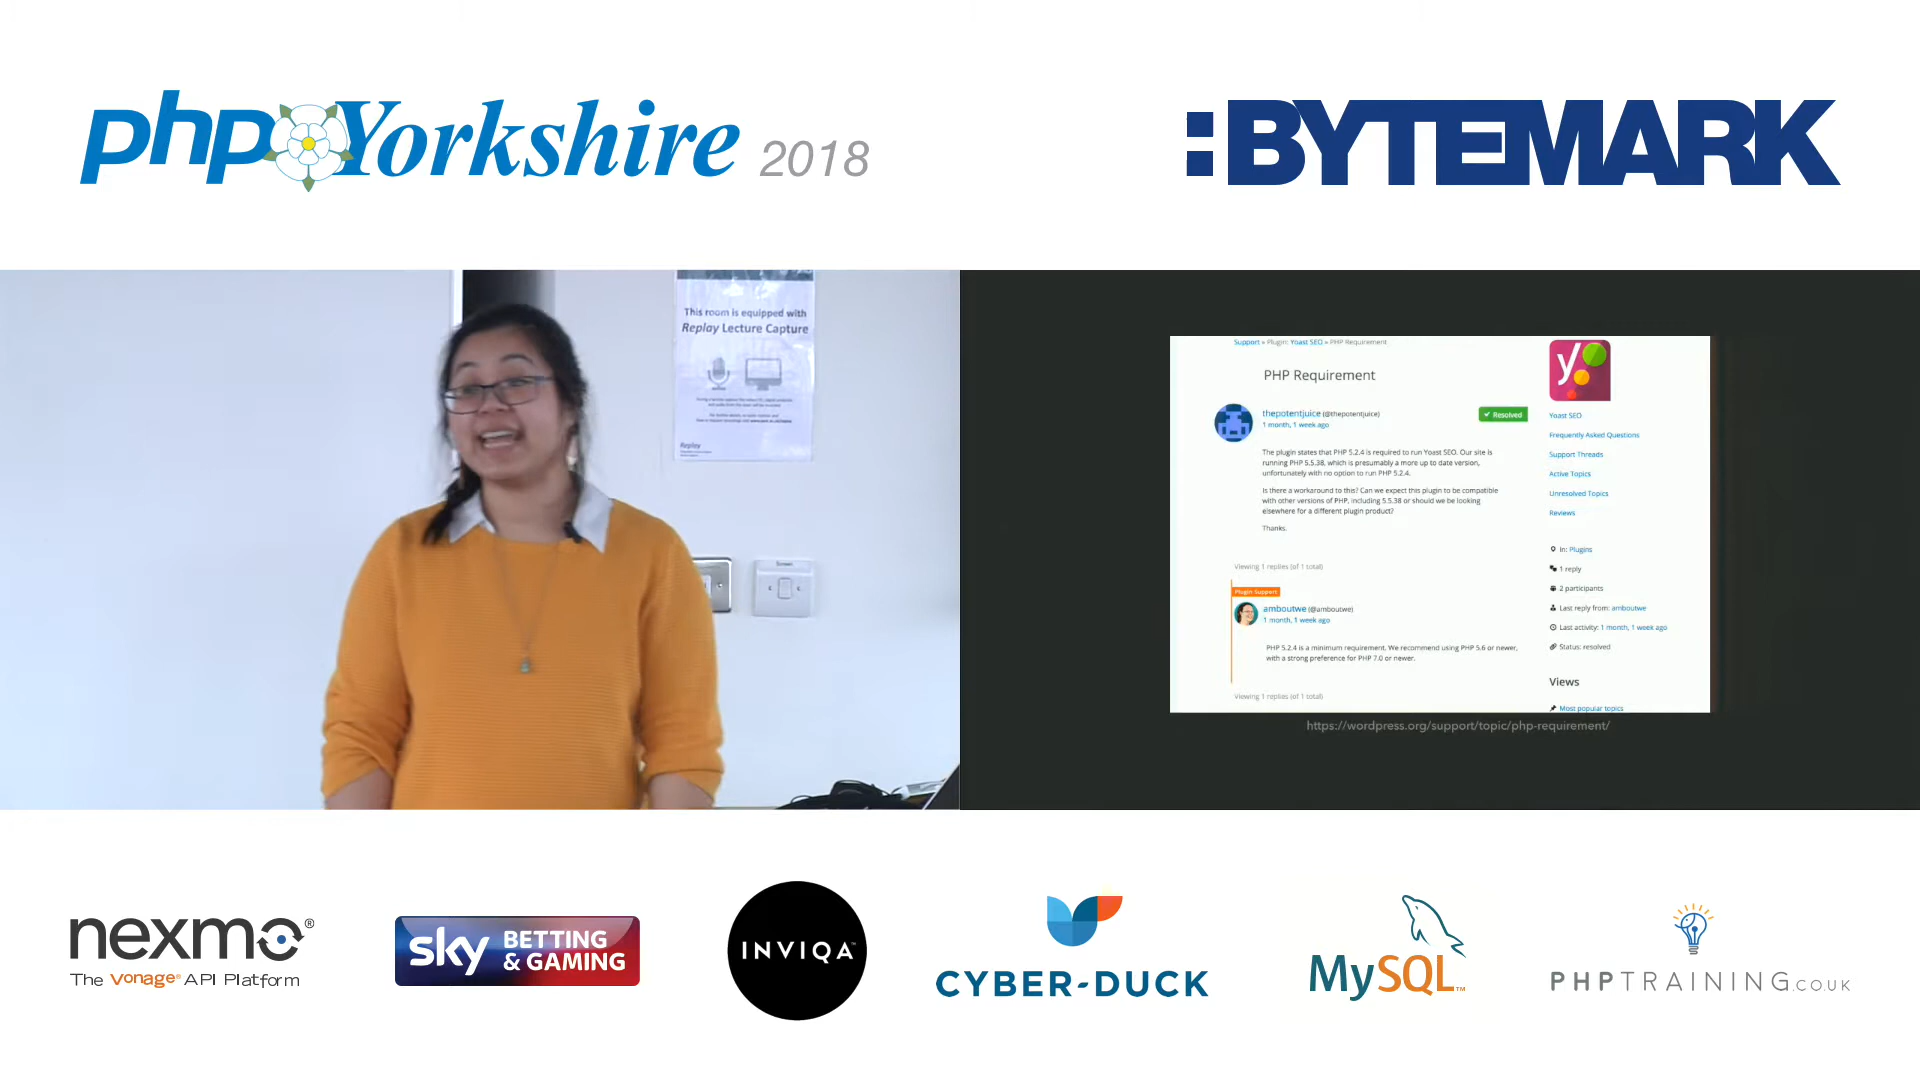 php Yorkshire 2018
:BYTEMARK
This room is equipped with
Replay Lecture Capture
Replay
Screen
Support » Plugin: Yoast SEO » PHP Requirement
PHP Requirement
thepotentjuice (@thepotentjuice)
1 month, 1 week ago
✔ Resolved
The plugin states that PHP 5.2.4 is required to run Yoast SEO. Our site is
running PHP 5.5.38, which is presumably a more up to date version,
unfortunately with no option to run PHP 5.2.4.
Is there a workaround to this? Can we expect this plugin to be compatible
with other versions of PHP, including 5.5.38 or should we be looking
elsewhere for a different plugin product?
Thanks.
Viewing 1 replies (of 1 total)
Plugin Support
amboutwe (@amboutwe)
1 month, 1 week ago
PHP 5.2.4 is a minimum requirement. We recommend using PHP 5.6 or newer,
with a strong preference for PHP 7.0 or newer.
Viewing 1 replies (of 1 total)
y
Yoast SEO
Frequently Asked Questions
Support Threads
Active Topics
Unresolved Topics
Reviews
In: Plugins
1 reply
2 participants
Last reply from: amboutwe
Last activity: 1 month, 1 week ago
Status: resolved
Views
Most popular topics
https://wordpress.org/support/topic/php-requirement/
nexmo®
The Vonage® API Platform
sky BETTING
& GAMING
INVIQA™
CYBER-DUCK
MySQL™
PHPTRAINING.CO.UK